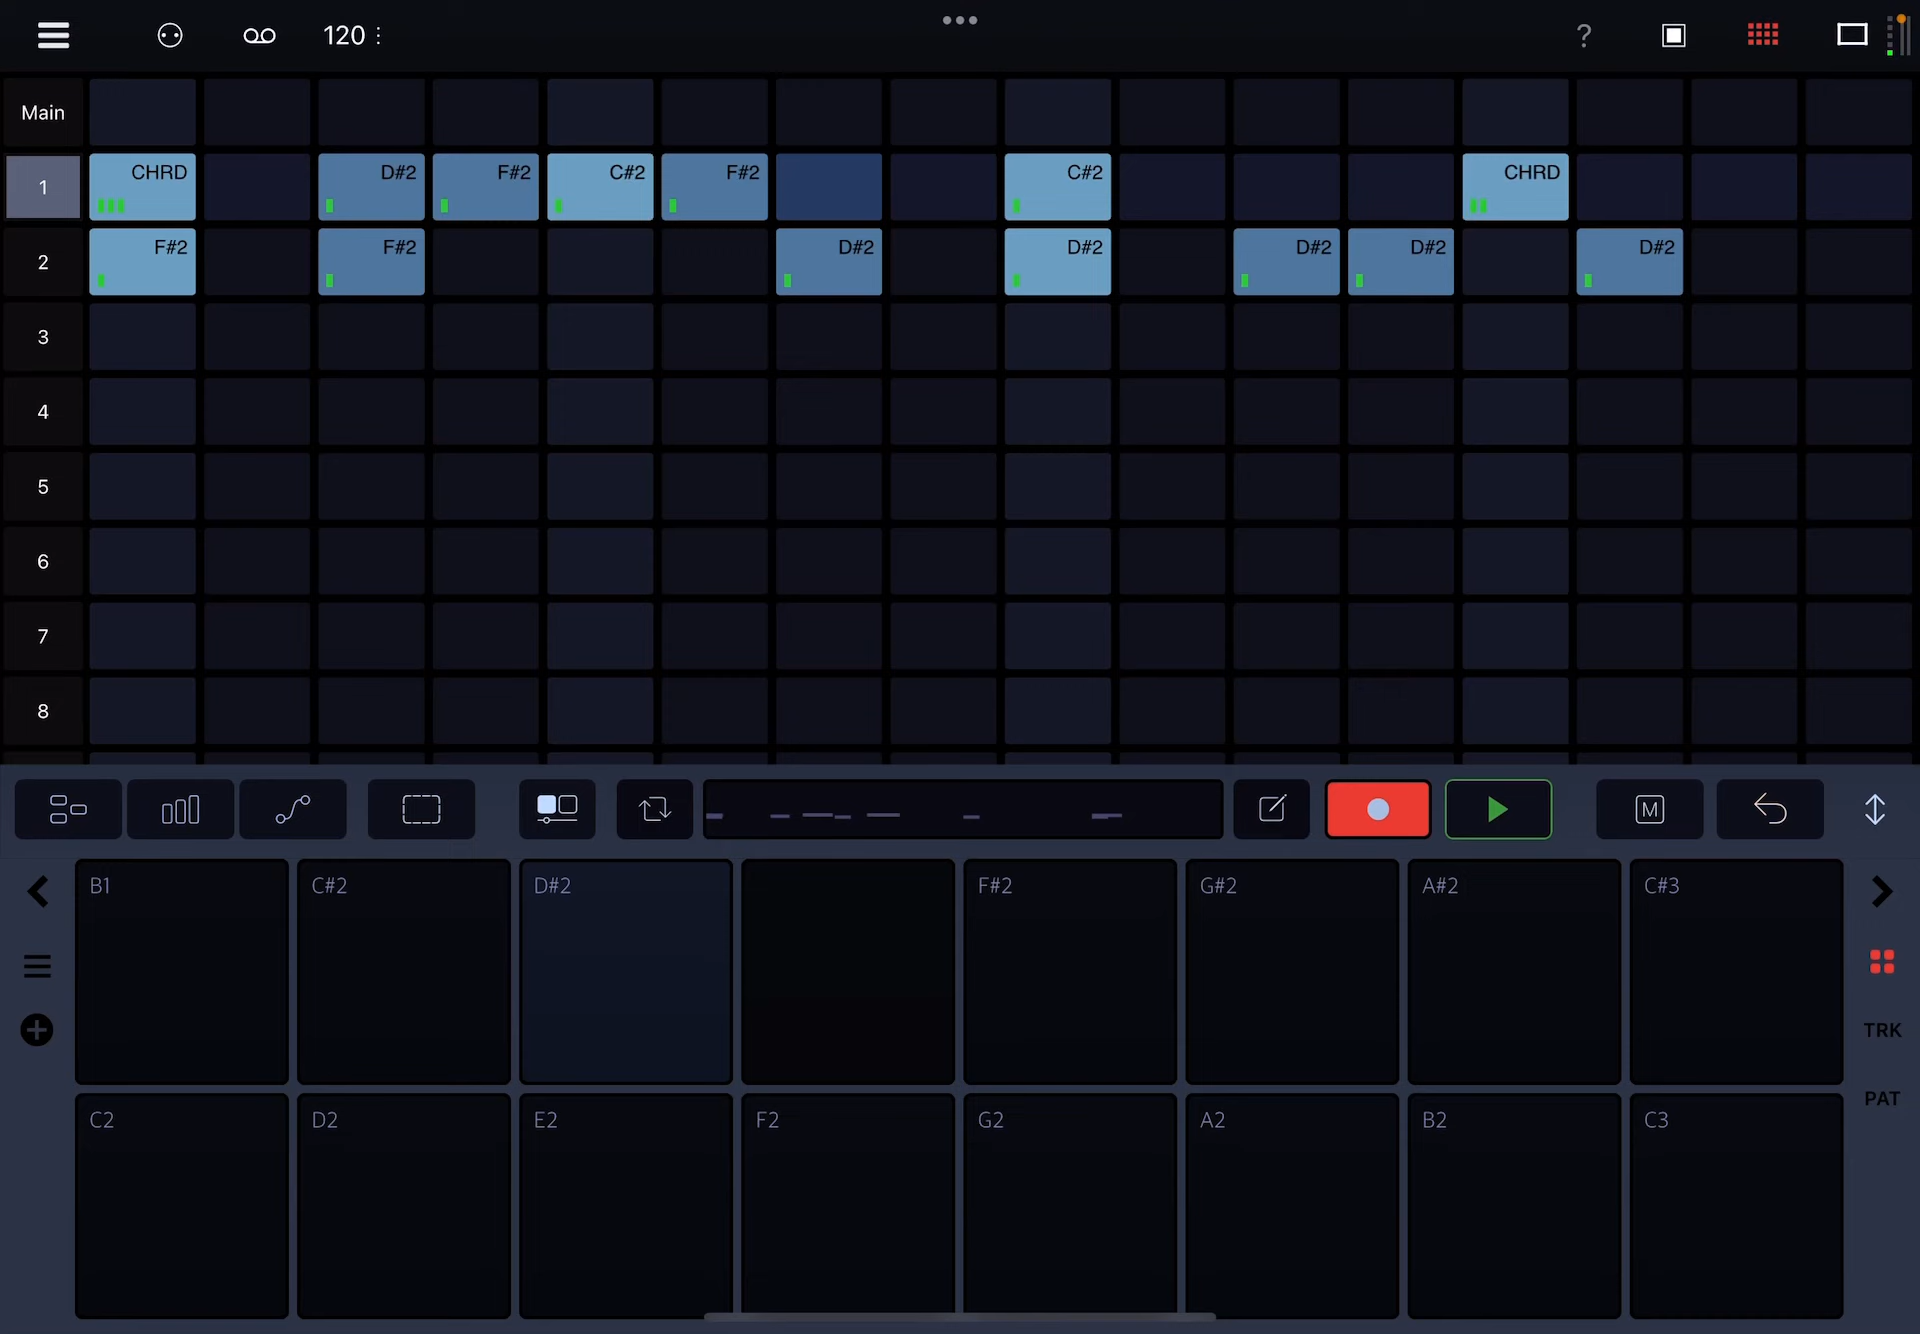 120 ?
Main
1 CHRD D#2 F#2 C#2 F#2 C#2 CHRD
2 F#2 F#2 D#2 D#2 D#2 D#2 D#2
3
4
5
6
7
8
M
B1 C#2 D#2 F#2 G#2 A#2 C#3
TRK
PAT
C2 D2 E2 F2 G2 A2 B2 C3